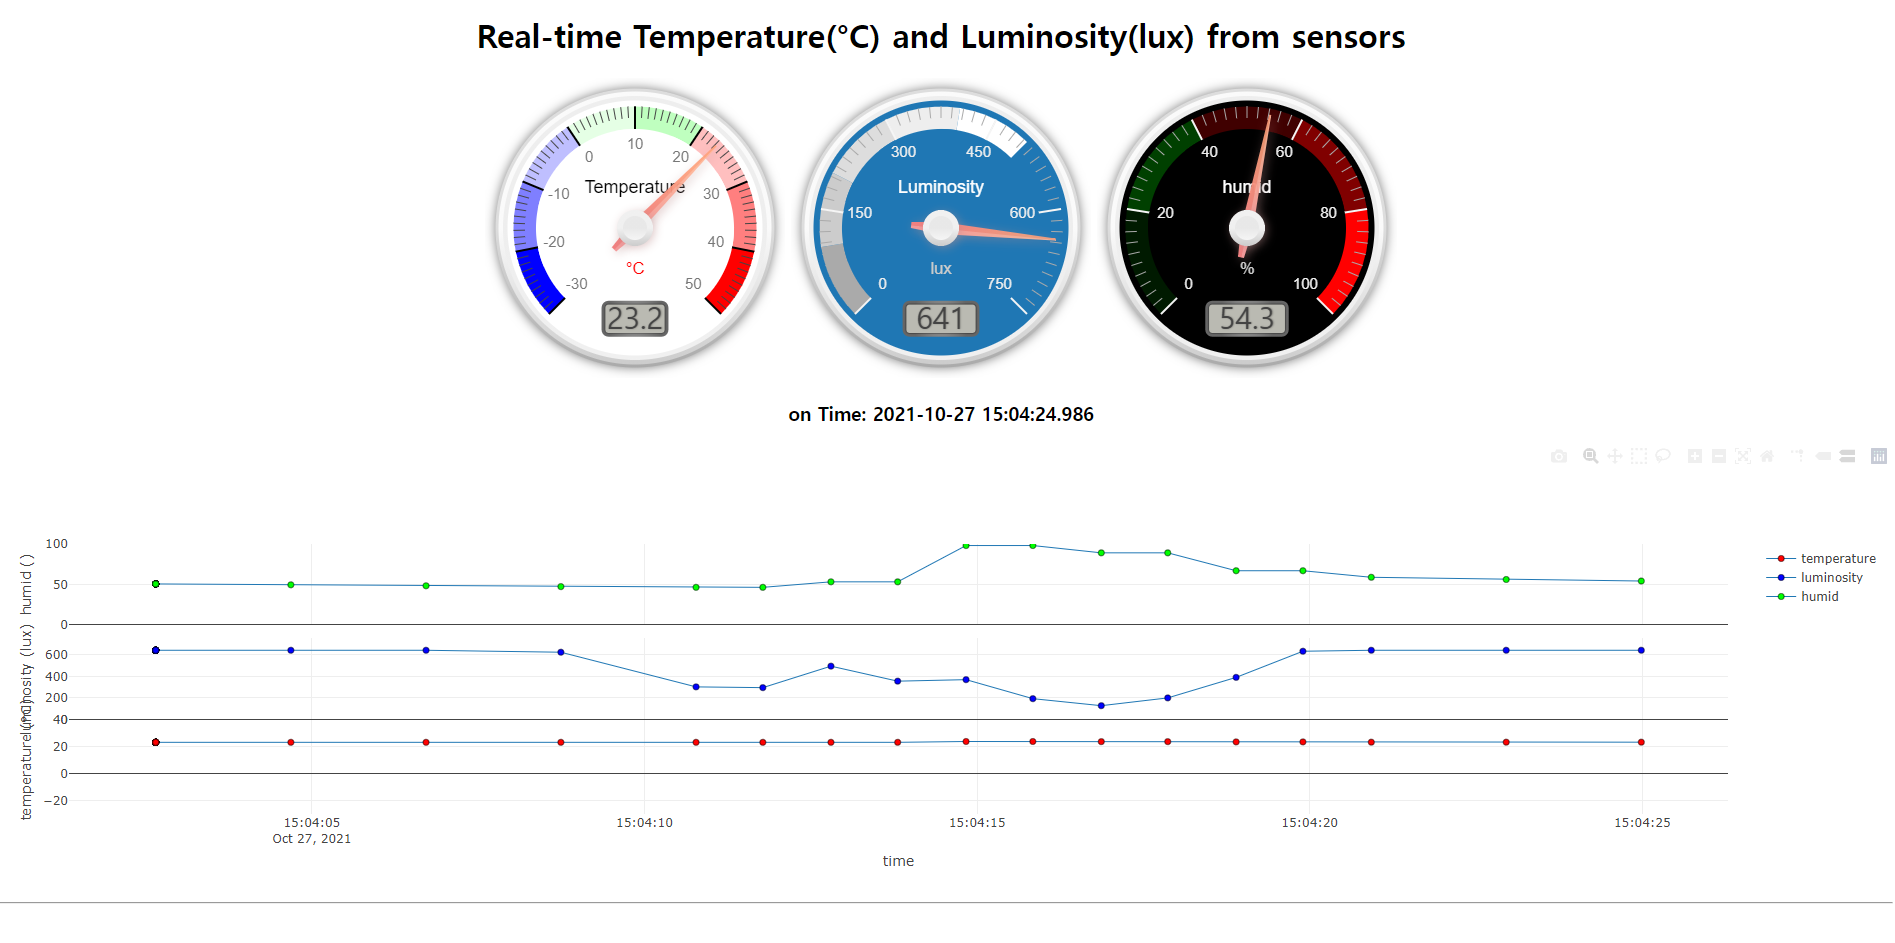 Real-time Temperature(°C) and Luminosity(lux) from sensors
-30 -20 -10 0 10 20 30 40 50
Temperature
°C
23.2
0 150 300 450 600 750
Luminosity
lux
641
0 20 40 60 80 100
humid
%
54.3
on Time: 2021-10-27 15:04:24.986
humid ()
100
50
0
luminosity (lux)
600
400
200
temperature (°C)
40
20
0
−20
15:04:05 15:04:10 15:04:15 15:04:20 15:04:25
Oct 27, 2021
time
temperature
luminosity
humid